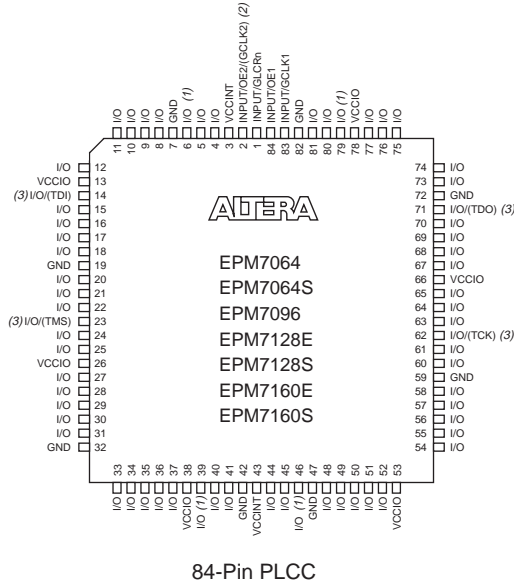 I/O
I/O
I/O
I/O
GND
I/O (1)
I/O
I/O
VCCINT
INPUT/OE2/(GCLK2) (2)
INPUT/GLCRn
INPUT/OE1
INPUT/GCLK1
GND
I/O
I/O
I/O (1)
VCCIO
I/O
I/O
I/O
11 10 9 8 7 6 5 4 3 2 1 84 83 82 81 80 79 78 77 76 75
I/O 12
VCCIO 13
(3) I/O/(TDI) 14
I/O 15
I/O 16
I/O 17
I/O 18
GND 19
I/O 20
I/O 21
I/O 22
(3) I/O/(TMS) 23
I/O 24
I/O 25
VCCIO 26
I/O 27
I/O 28
I/O 29
I/O 30
I/O 31
GND 32
ALTERA
EPM7064
EPM7064S
EPM7096
EPM7128E
EPM7128S
EPM7160E
EPM7160S
74 I/O
73 I/O
72 GND
71 I/O/(TDO) (3)
70 I/O
69 I/O
68 I/O
67 I/O
66 VCCIO
65 I/O
64 I/O
63 I/O
62 I/O/(TCK) (3)
61 I/O
60 I/O
59 GND
58 I/O
57 I/O
56 I/O
55 I/O
54 I/O
33 34 35 36 37 38 39 40 41 42 43 44 45 46 47 48 49 50 51 52 53
I/O
I/O
I/O
I/O
I/O
VCCIO
I/O (1)
I/O
I/O
GND
VCCINT
I/O
I/O
I/O (1)
GND
I/O
I/O
I/O
I/O
I/O
VCCIO
84-Pin PLCC